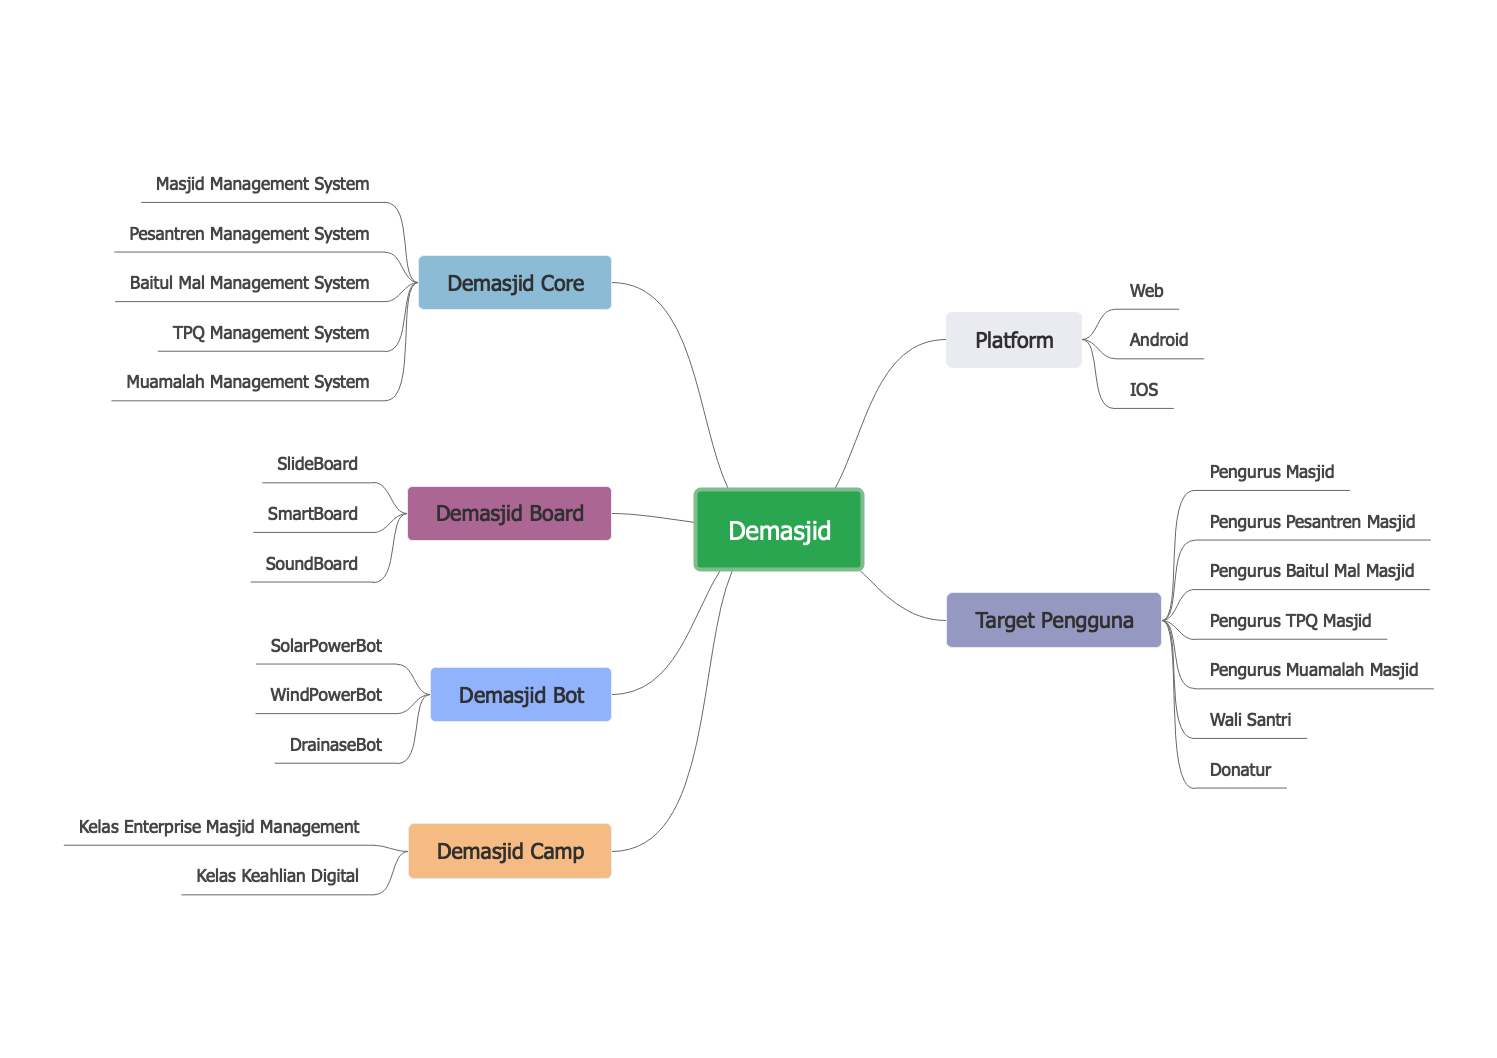 Demasjid
Demasjid Core
Masjid Management System
Pesantren Management System
Baitul Mal Management System
TPQ Management System
Muamalah Management System
Demasjid Board
SlideBoard
SmartBoard
SoundBoard
Demasjid Bot
SolarPowerBot
WindPowerBot
DrainaseBot
Demasjid Camp
Kelas Enterprise Masjid Management
Kelas Keahlian Digital
Platform
Web
Android
IOS
Target Pengguna
Pengurus Masjid
Pengurus Pesantren Masjid
Pengurus Baitul Mal Masjid
Pengurus TPQ Masjid
Pengurus Muamalah Masjid
Wali Santri
Donatur